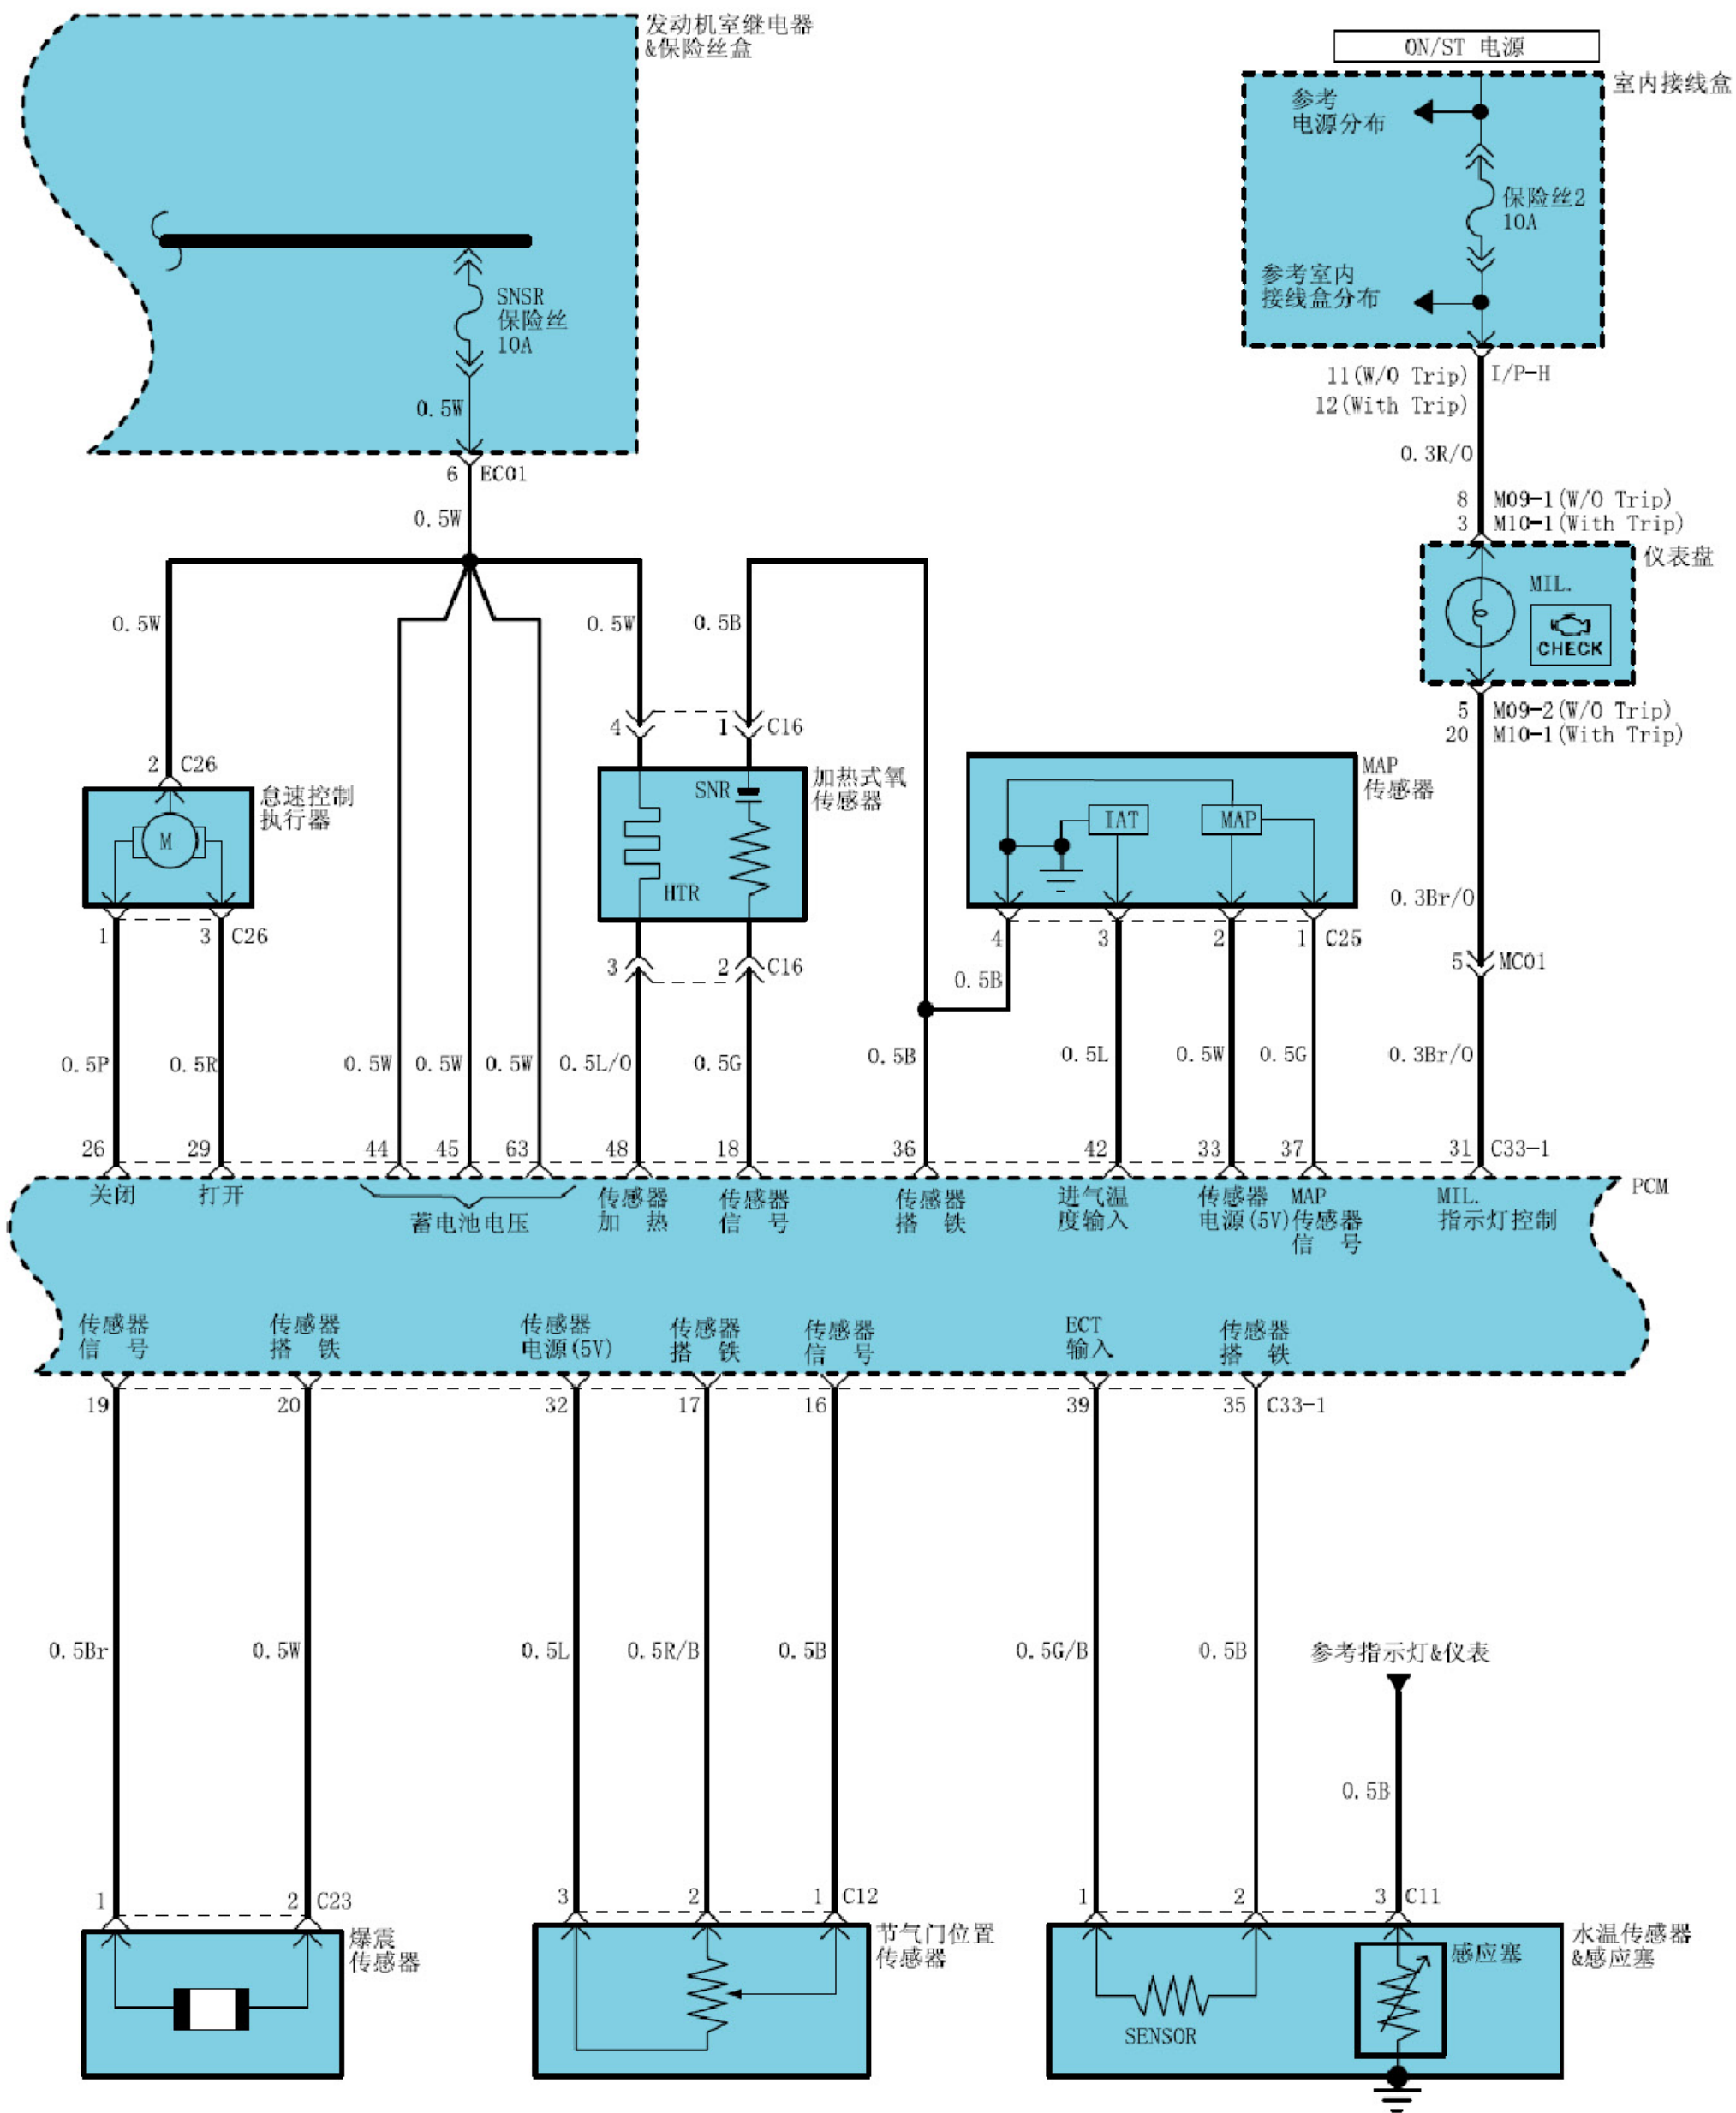 发动机室继电器
&保险丝盒
ON/ST 电源
室内接线盒
参考
电源分布
保险丝2
10A
参考室内
接线盒分布
SNSR
保险丝
10A
0.5W
11(W/O Trip) I/P-H
12(With Trip)
0.3R/O
6 EC01
0.5W
8 M09-1(W/O Trip)
3 M10-1(With Trip)
仪表盘
MIL.
CHECK
0.5W
0.5W
0.5B
5 M09-2(W/O Trip)
20 M10-1(With Trip)
4 1 C16
2 C26
怠速控制
执行器
M
SNR
HTR
加热式氧
传感器
MAP
传感器
IAT
MAP
0.3Br/O
1 3 C26
3 2 C16
4 3 2 1 C25
0.5B
5 MC01
0.5P 0.5R 0.5W 0.5W 0.5W 0.5L/O 0.5G 0.5B 0.5L 0.5W 0.5G 0.3Br/O
26 29 44 45 63 48 18 36 42 33 37 31 C33-1
PCM
关闭
打开
蓄电池电压
传感器
加 热
传感器
信 号
传感器
搭 铁
进气温
度输入
传感器
电源(5V)
MAP
传感器
信 号
MIL.
指示灯控制
传感器
信 号
传感器
搭 铁
传感器
电源(5V)
传感器
搭 铁
传感器
信 号
ECT
输入
传感器
搭 铁
19 20 32 17 16 39 35 C33-1
0.5Br 0.5W 0.5L 0.5R/B 0.5B 0.5G/B 0.5B
参考指示灯&仪表
0.5B
1 2 C23
3 2 1 C12
1 2 3 C11
爆震
传感器
节气门位置
传感器
SENSOR
感应塞
水温传感器
&感应塞